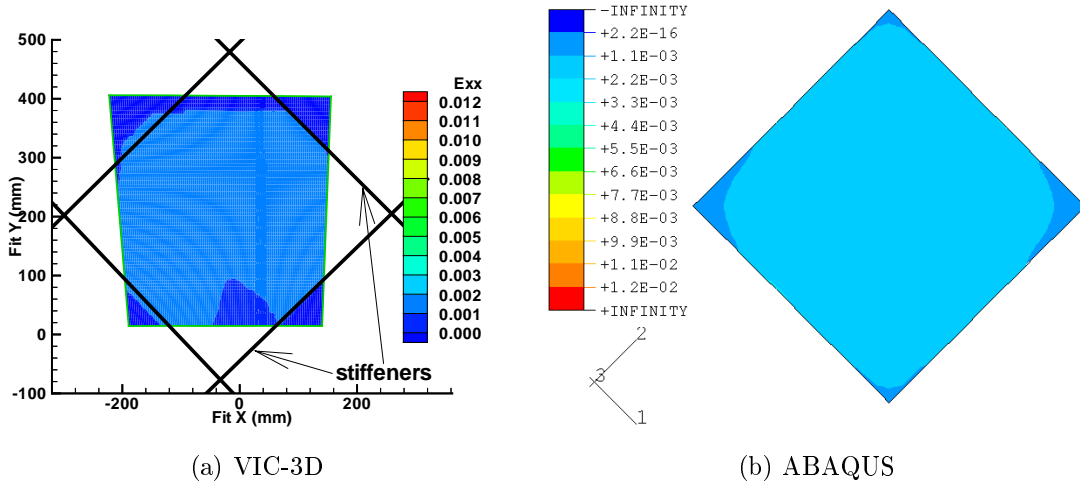 500
400
300
200
100
0
-100
-200
0
200
Fit Y (mm)
Fit X (mm)
Exx
0.012
0.011
0.010
0.009
0.008
0.007
0.006
0.005
0.004
0.003
0.002
0.001
0.000
stiffeners
(a) VIC-3D
-INFINITY
+2.2E-16
+1.1E-03
+2.2E-03
+3.3E-03
+4.4E-03
+5.5E-03
+6.6E-03
+7.7E-03
+8.8E-03
+9.9E-03
+1.1E-02
+1.2E-02
+INFINITY
2
3
1
(b) ABAQUS